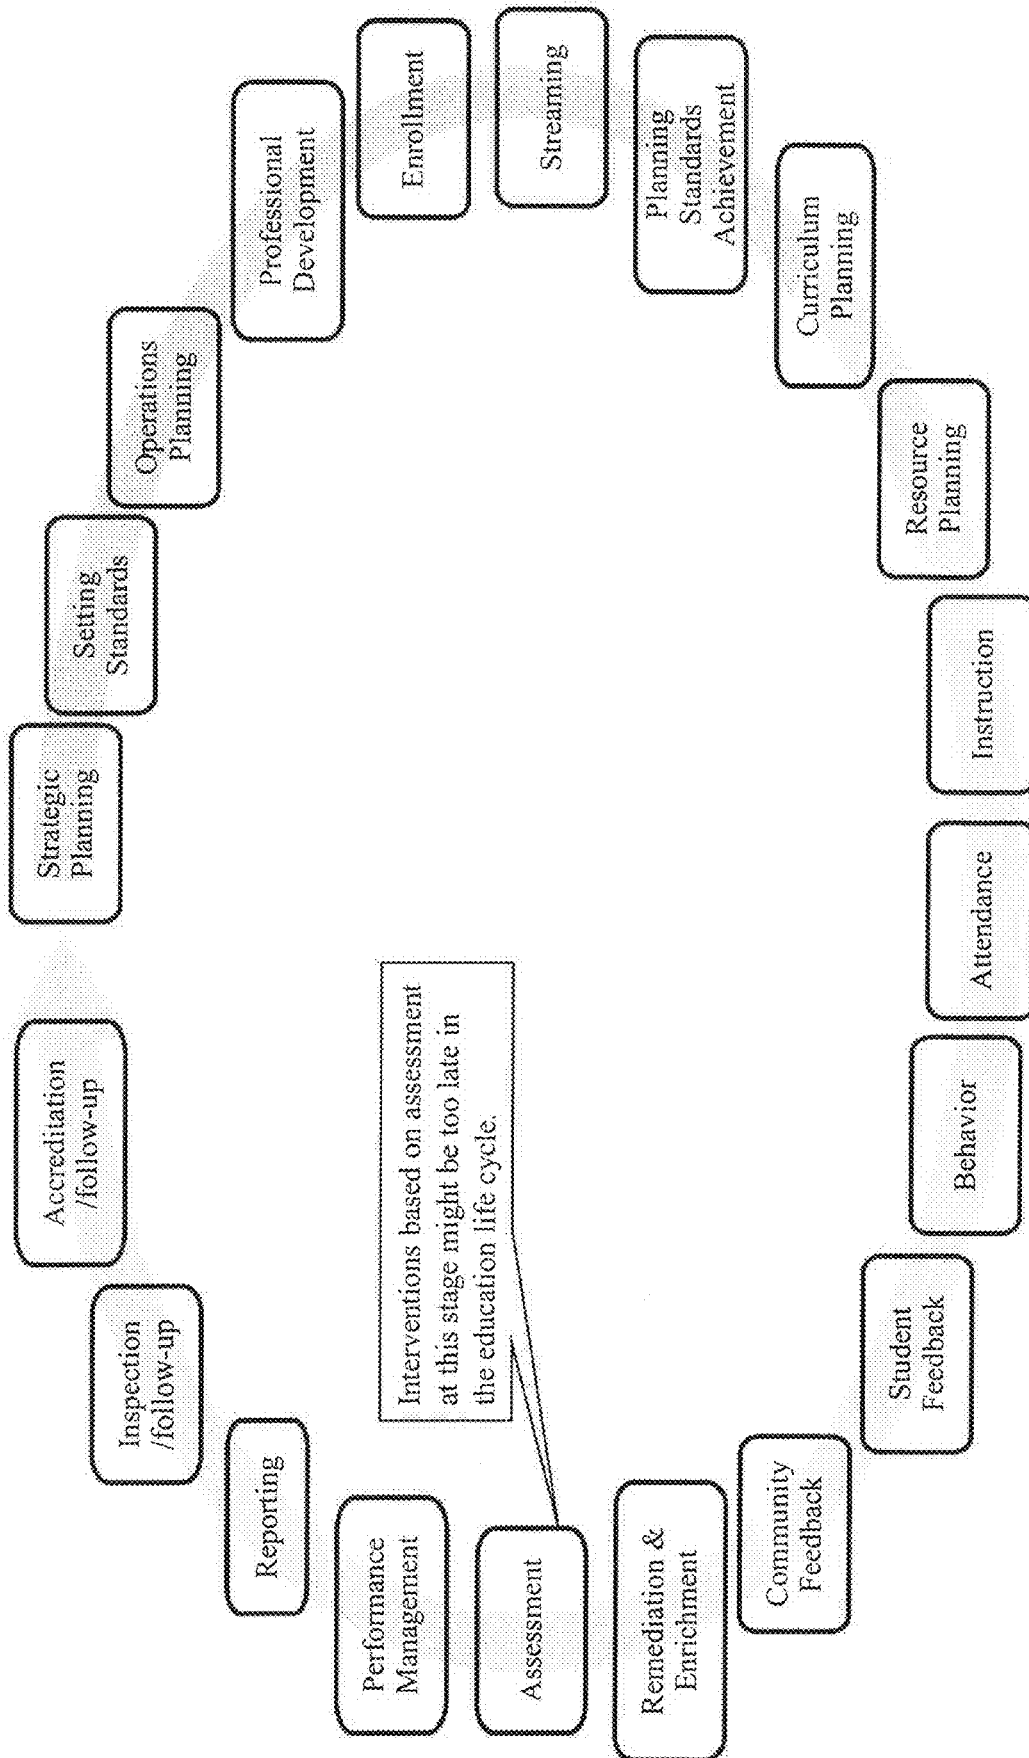 Strategic
Planning
Setting
Standards
Operations
Planning
Professional
Development
Enrollment
Streaming
Planning
Standards
Achievement
Curriculum
Planning
Resource
Planning
Instruction
Attendance
Behavior
Student
Feedback
Community
Feedback
Remediation &
Enrichment
Assessment
Performance
Management
Reporting
Inspection
/follow-up
Accreditation
/follow-up
Interventions based on assessment
at this stage might be too late in
the education life cycle.